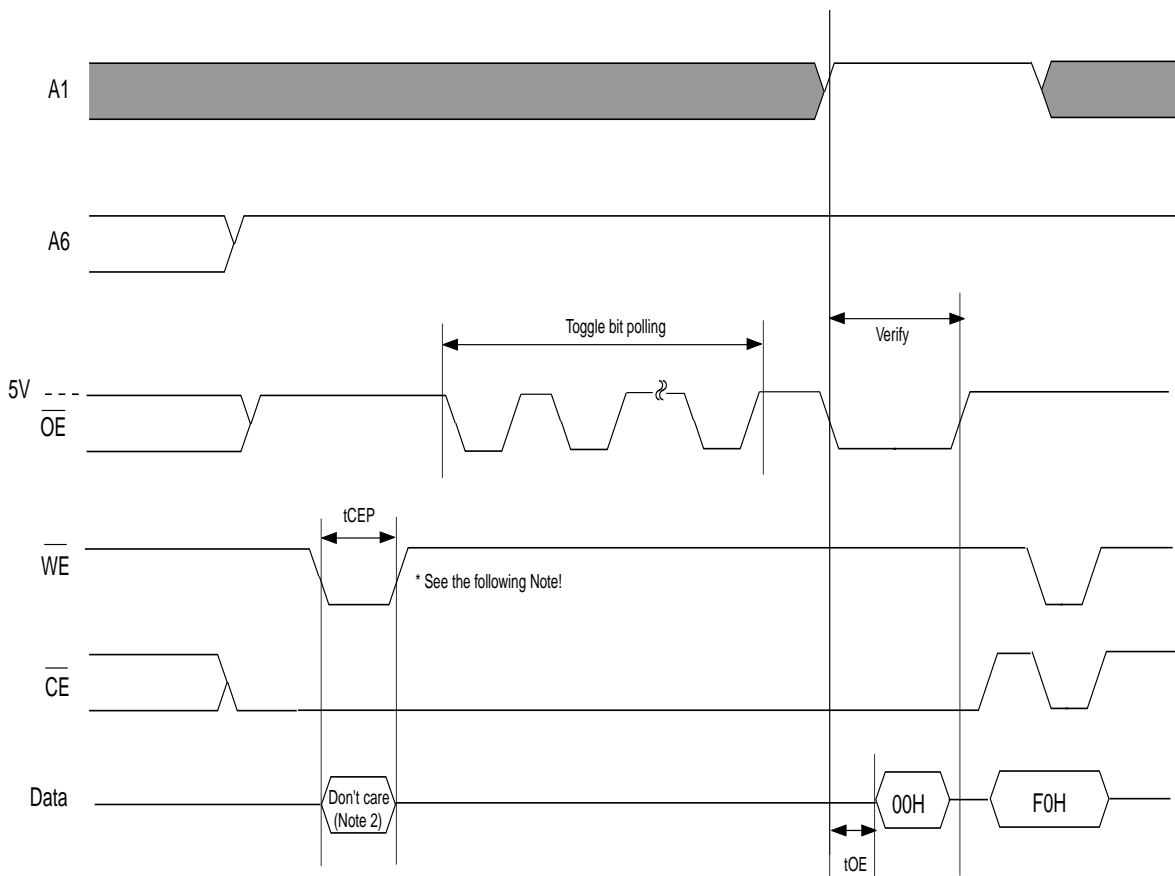 A1
A6
Toggle bit polling
Verify
5V
OE
tCEP
WE
* See the following Note!
CE
Data
Don't care
(Note 2)
00H
F0H
tOE